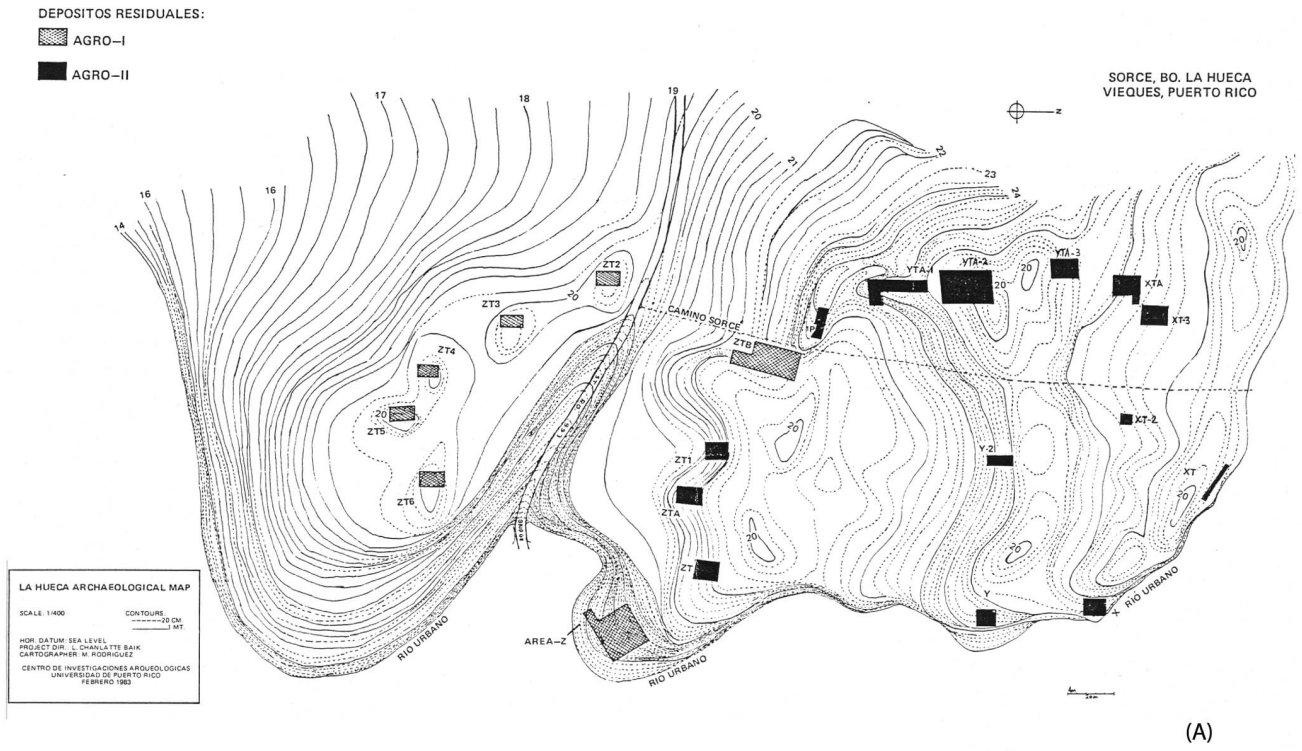 DEPOSITOS RESIDUALES:
AGRO–I
AGRO–II
SORCE, BO. LA HUECA
VIEQUES, PUERTO RICO
N
17
18
19
20
21
22
23
24
16
16
14
ZT2
20
ZT3
ZT4
20
ZT5
ZT6
CAMINO SORCE
ZTB
P
YTA-1
YTA-2
20
20
YTA-3
XTA
XT-3
20
XT-2
XT
20
Y-2
20
20
20
ZT1
ZTA
ZT
Y
X
RIO URBANO
RIO URBANO
RIO URBANO
AREA–Z
LA HUECA ARCHAEOLOGICAL MAP
SCALE: 1/400
CONTOURS:
20 CM.
1 MT.
HOR. DATUM: SEA LEVEL
PROJECT DIR.: L. CHANLATTE BAIK
CARTOGRAPHER: M. RODRIGUEZ
CENTRO DE INVESTIGACIONES ARQUEOLOGICAS
UNIVERSIDAD DE PUERTO RICO
FEBRERO 1983
(A)